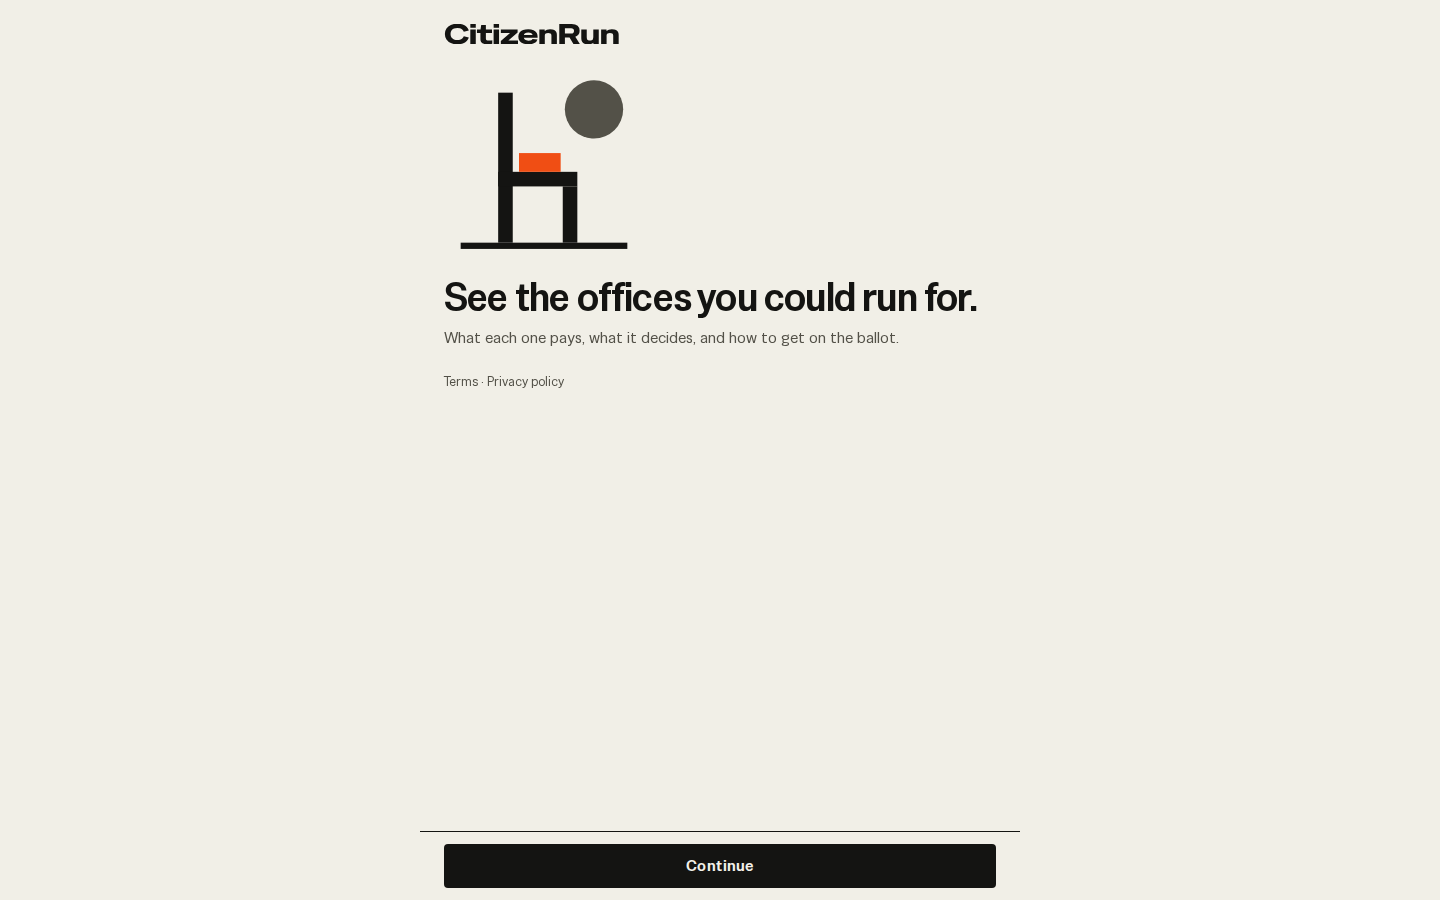 CitizenRun
See the offices you could run for.
What each one pays, what it decides, and how to get on the ballot.
Terms · Privacy policy
Continue